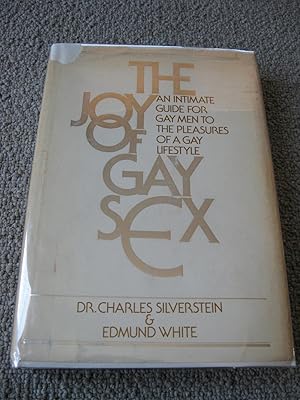 THE
JOY
AN INTIMATE
GUIDE FOR
GAY MEN TO
OF
THE PLEASURES
OF A GAY
LIFESTYLE
GAY
SEX
DR. CHARLES SILVERSTEIN
&
EDMUND WHITE